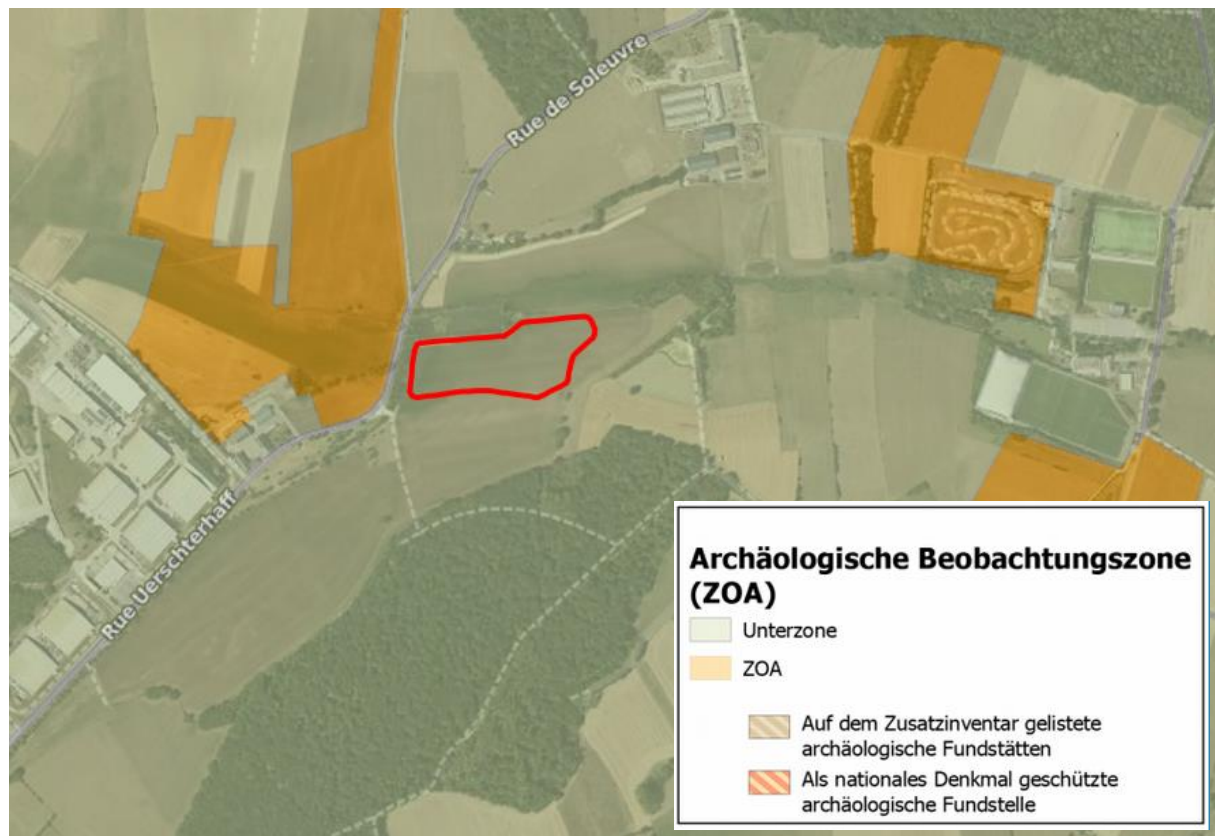 Rue de Soleuvre
Rue Uerschterhaff
Archäologische Beobachtungszone
(ZOA)
Unterzone
ZOA
Auf dem Zusatzinventar gelistete
archäologische Fundstätten
Als nationales Denkmal geschützte
archäologische Fundstelle